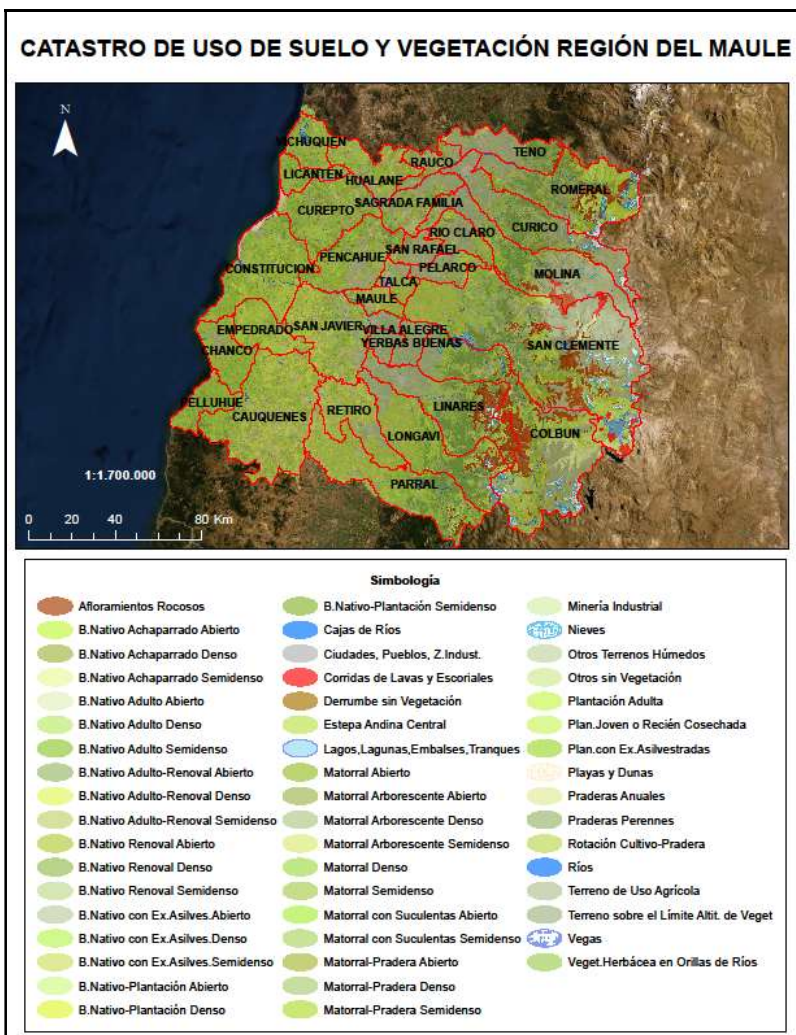 CATASTRO DE USO DE SUELO Y VEGETACIÓN REGIÓN DEL MAULE
N
VICHUQUEN
TENO
RAUCO
LICANTEN
HUALANE
ROMERAL
SAGRADA FAMILIA
CUREPTO
CURICO
RIO CLARO
SAN RAFAEL
PENCAHUE
PELARCO
CONSTITUCION
MOLINA
TALCA
MAULE
EMPEDRADO
SAN JAVIER
VILLA ALEGRE
YERBAS BUENAS
SAN CLEMENTE
CHANCO
PELLUHUE
CAUQUENES
RETIRO
LINARES
COLBUN
LONGAVI
PARRAL
1:1.700.000
0 20 40 80 Km
Simbología
Afloramientos Rocosos
B.Nativo Achaparrado Abierto
B.Nativo Achaparrado Denso
B.Nativo Achaparrado Semidenso
B.Nativo Adulto Abierto
B.Nativo Adulto Denso
B.Nativo Adulto Semidenso
B.Nativo Adulto-Renoval Abierto
B.Nativo Adulto-Renoval Denso
B.Nativo Adulto-Renoval Semidenso
B.Nativo Renoval Abierto
B.Nativo Renoval Denso
B.Nativo Renoval Semidenso
B.Nativo con Ex.Asilves.Abierto
B.Nativo con Ex.Asilves.Denso
B.Nativo con Ex.Asilves.Semidenso
B.Nativo-Plantación Abierto
B.Nativo-Plantación Denso
B.Nativo-Plantación Semidenso
Cajas de Ríos
Ciudades, Pueblos, Z.Indust.
Corridas de Lavas y Escoriales
Derrumbe sin Vegetación
Estepa Andina Central
Lagos,Lagunas,Embalses,Tranques
Matorral Abierto
Matorral Arborescente Abierto
Matorral Arborescente Denso
Matorral Arborescente Semidenso
Matorral Denso
Matorral Semidenso
Matorral con Suculentas Abierto
Matorral con Suculentas Semidenso
Matorral-Pradera Abierto
Matorral-Pradera Denso
Matorral-Pradera Semidenso
Minería Industrial
Nieves
Otros Terrenos Húmedos
Otros sin Vegetación
Plantación Adulta
Plan.Joven o Recién Cosechada
Plan.con Ex.Asilvestradas
Playas y Dunas
Praderas Anuales
Praderas Perennes
Rotación Cultivo-Pradera
Ríos
Terreno de Uso Agrícola
Terreno sobre el Límite Altit. de Veget
Vegas
Veget.Herbácea en Orillas de Ríos